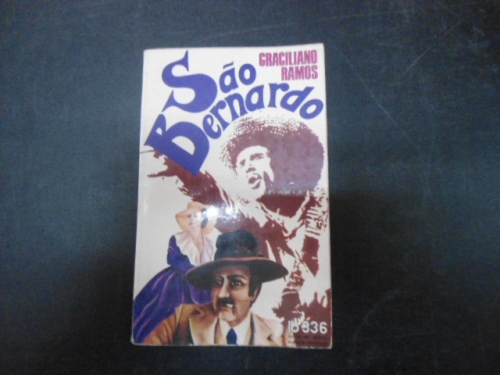 GRACILIANO
RAMOS
São
Bernardo